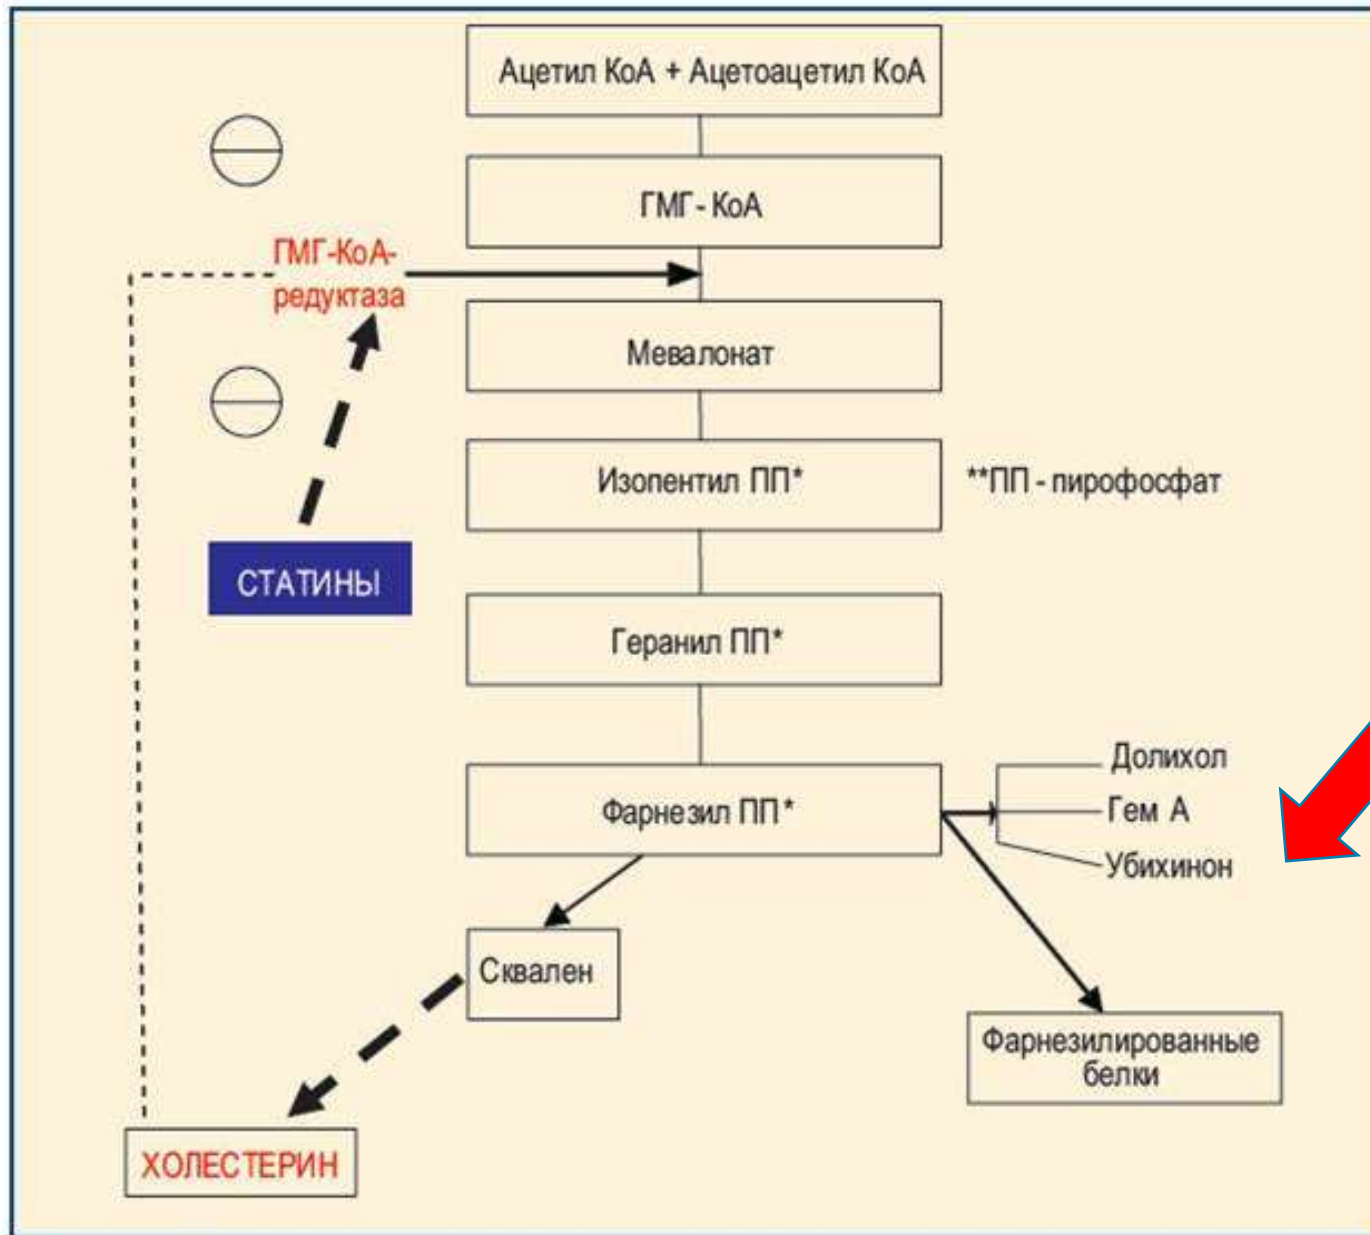 Ацетил КоА + Ацетоацетил КоА
ГМГ - КоА
ГМГ-КоА-
редуктаза
Мевалонат
Изопентил ПП*
**ПП - пирофосфат
СТАТИНЫ
Геранил ПП*
Фарнезил ПП*
Долихол
Гем А
Убихинон
Сквален
Фарнезилированные
белки
ХОЛЕСТЕРИН